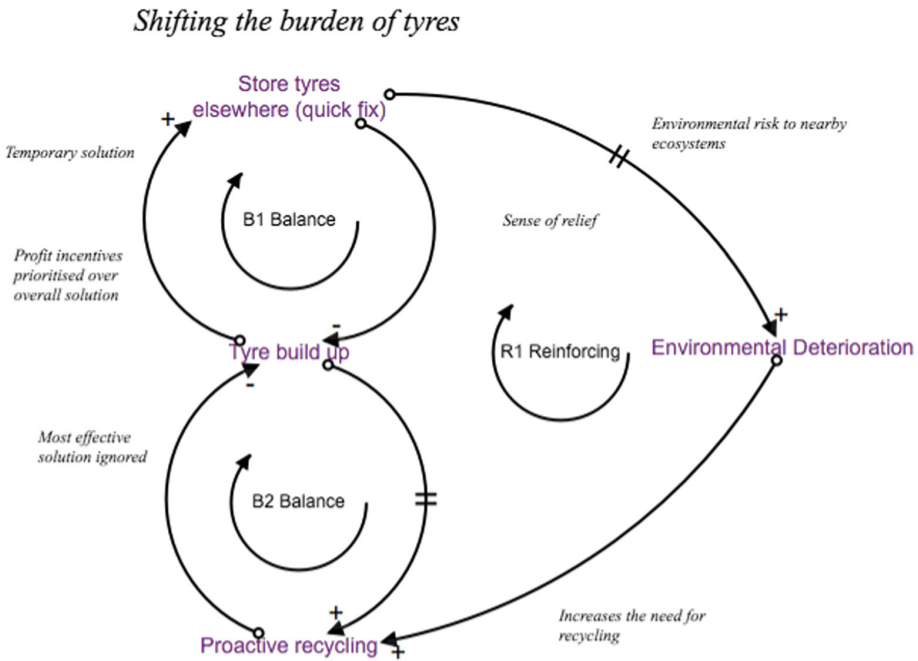 Shifting the burden of tyres
Store tyres
elsewhere (quick fix)
+
Temporary solution
Environmental risk to nearby
ecosystems
B1 Balance
Sense of relief
Profit incentives
prioritised over
overall solution
+
-
Tyre build up
R1 Reinforcing
Environmental Deterioration
-
Most effective
solution ignored
B2 Balance
+
Increases the need for
recycling
Proactive recycling
+